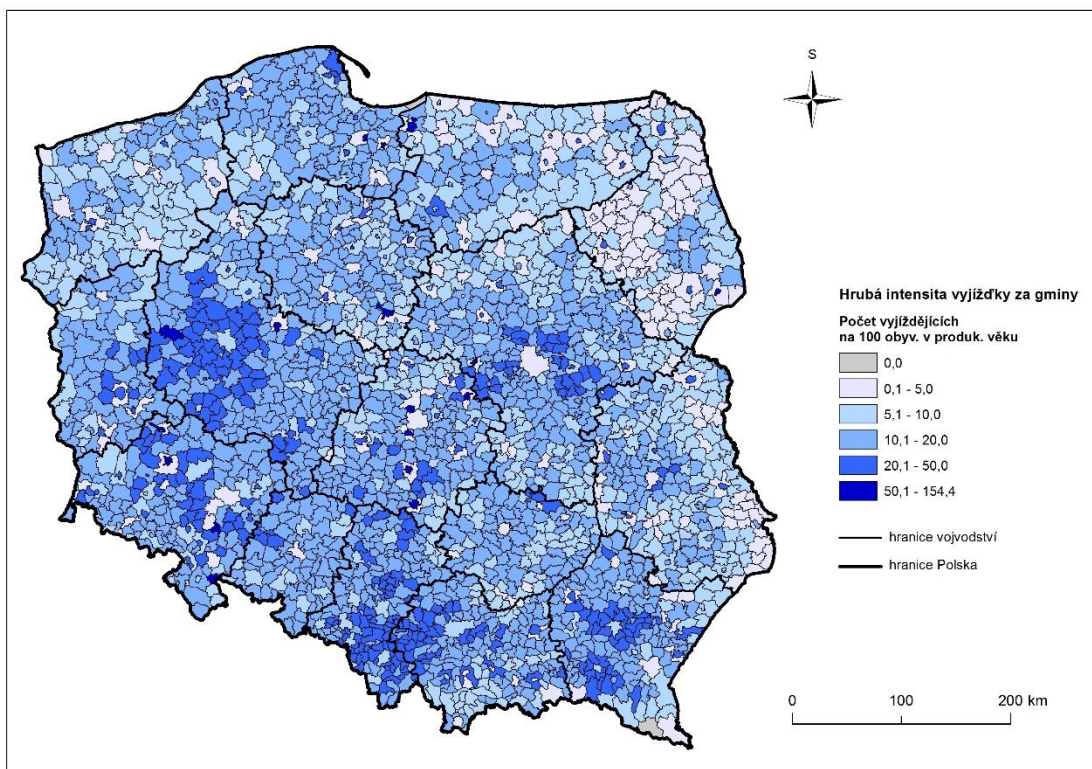 S
Hrubá intensita vyjížďky za gminy
Počet vyjíždějících
na 100 obyv. v produk. věku
0,0
0,1 - 5,0
5,1 - 10,0
10,1 - 20,0
20,1 - 50,0
50,1 - 154,4
hranice vojvodství
hranice Polska
0 100 200 km